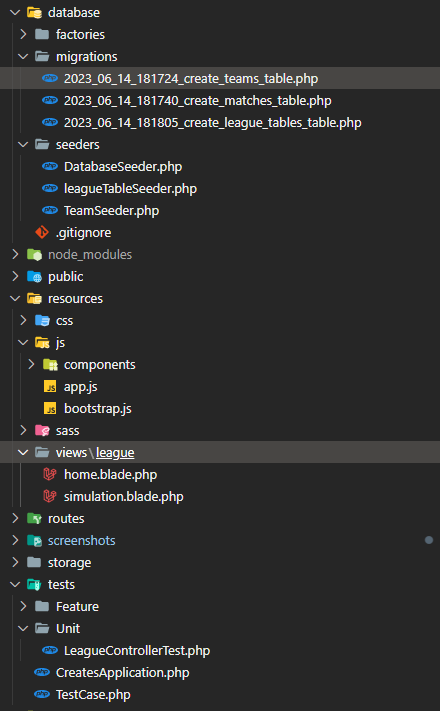 database
factories
migrations
2023_06_14_181724_create_teams_table.php
2023_06_14_181740_create_matches_table.php
2023_06_14_181805_create_league_tables_table.php
seeders
DatabaseSeeder.php
leagueTableSeeder.php
TeamSeeder.php
.gitignore
node_modules
public
resources
css
js
components
app.js
bootstrap.js
sass
views\league
home.blade.php
simulation.blade.php
routes
screenshots
storage
tests
Feature
Unit
LeagueControllerTest.php
CreatesApplication.php
TestCase.php